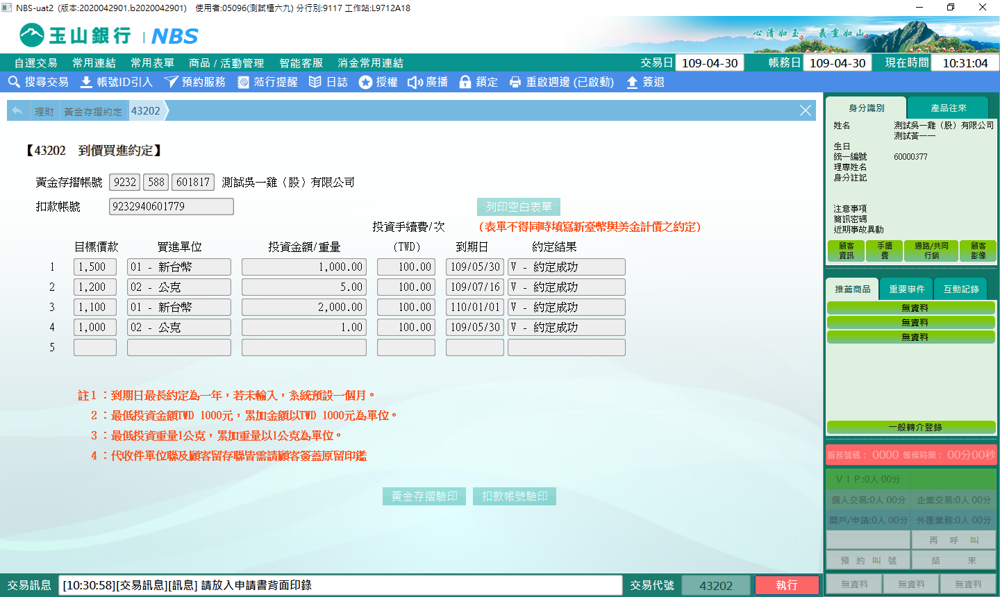 NBS-uat2 (版本:2020042901.b2020042901) 使用者:05096(測試櫃六九) 分行別:9117 工作站:L9712A18
玉山銀行 | NBS
心清如玉。義重如山。
自選交易 常用連結 常用表單 商品 / 活動管理 智能客服 消金常用連結 交易日 109-04-30 帳務日 109-04-30 現在時間 10:31:04
搜尋交易 帳號ID引入 預約服務 蒞行提醒 日誌 授權 廣播 鎖定 重啟週邊 (已啟動) 簽退
理財 黃金存摺約定 43202
【43202 到價買進約定】
黃金存摺帳號 9232 588 601817 測試吳一雞（股）有限公司
扣款帳號 9232940601779
列印空白表單
投資手續費/次 (表單不得同時填寫新臺幣與美金計價之約定)
目標價款 買進單位 投資金額/重量 (TWD) 到期日 約定結果
1 1,500 01 - 新台幣 1,000.00 100.00 109/05/30 V - 約定成功
2 1,200 02 - 公克 5.00 100.00 109/07/16 V - 約定成功
3 1,100 01 - 新台幣 2,000.00 100.00 110/01/01 V - 約定成功
4 1,000 02 - 公克 1.00 100.00 109/05/30 V - 約定成功
5
註１：到期日最長約定為一年，若未輸入，系統預設一個月。
２：最低投資金額TWD 1000元，累加金額以TWD 1000元為單位。
３：最低投資重量1公克，累加重量以1公克為單位。
４：代收件單位聯及顧客留存聯皆需請顧客簽蓋原留印鑑
黃金存摺驗印 扣款帳號驗印
身分識別 產品往來
姓名 測試吳一雞（股）有限公司
測試黃一一
生日
統一編號 60000377
理專姓名
身分註記
注意事項
簡訊密碼
近期事故異動
顧客資訊 手續費 通路/共同行銷 顧客影像
推薦商品 重要事件 互動記錄
無資料
無資料
無資料
一般轉介登錄
服務號碼： 0000 等候時間： 00分00秒
ＶＩＰ:0人 00分
個人交易:0人 00分 企業交易:0人 00分
開戶/申請:0人 00分 外匯業務:0人 00分
再 呼 叫
預 約 叫 號 結 束
無資料 無資料 無資料
交易訊息 [10:30:58][交易訊息][訊息] 請放入申請書背面印錄 交易代號 43202 執行